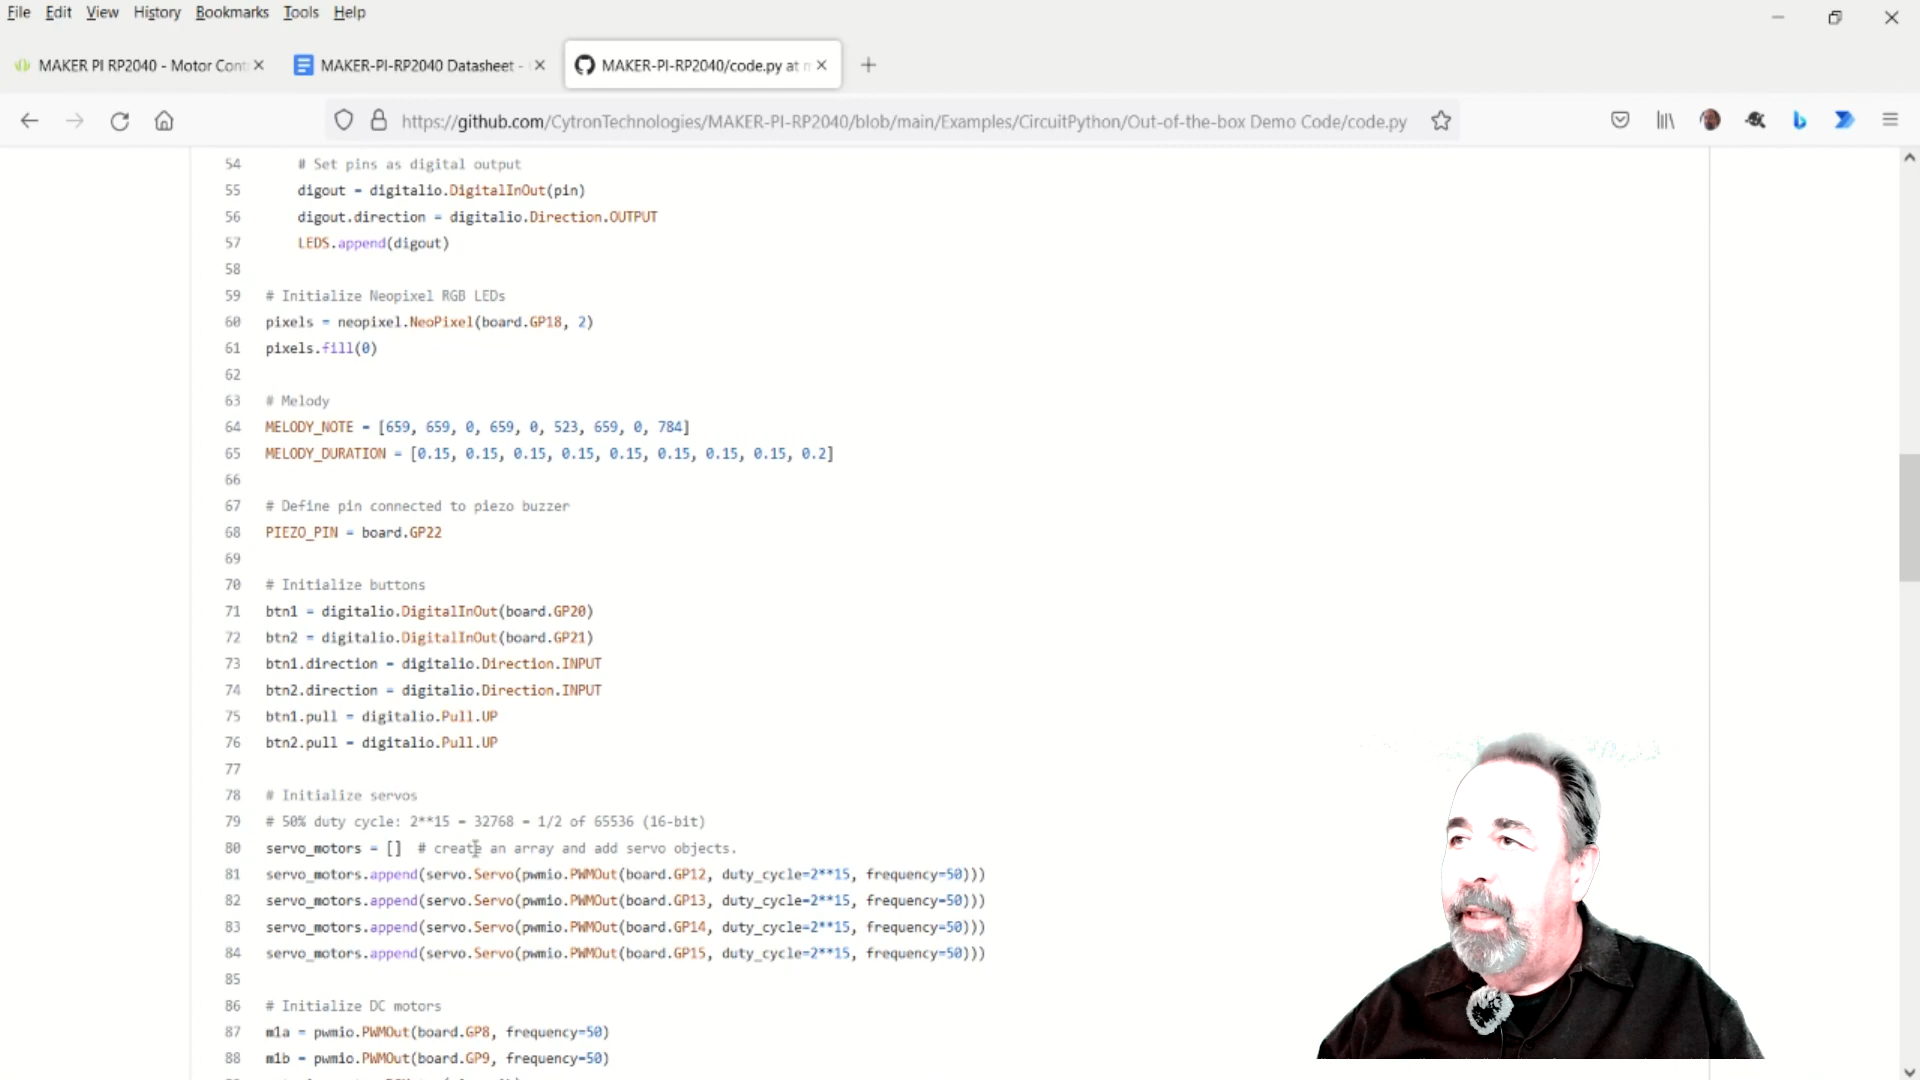 File Edit View History Bookmarks Tools Help
MAKER PI RP2040 - Motor Cont
MAKER-PI-RP2040 Datasheet -
MAKER-PI-RP2040/code.py at
https://github.com/CytronTechnologies/MAKER-PI-RP2040/blob/main/Examples/CircuitPython/Out-of-the-box Demo Code/code.py
54 # Set pins as digital output
55 digout = digitalio.DigitalInOut(pin)
56 digout.direction = digitalio.Direction.OUTPUT
57 LEDS.append(digout)
58
59 # Initialize Neopixel RGB LEDs
60 pixels = neopixel.NeoPixel(board.GP18, 2)
61 pixels.fill(0)
62
63 # Melody
64 MELODY_NOTE = [659, 659, 0, 659, 0, 523, 659, 0, 784]
65 MELODY_DURATION = [0.15, 0.15, 0.15, 0.15, 0.15, 0.15, 0.15, 0.15, 0.2]
66
67 # Define pin connected to piezo buzzer
68 PIEZO_PIN = board.GP22
69
70 # Initialize buttons
71 btn1 = digitalio.DigitalInOut(board.GP20)
72 btn2 = digitalio.DigitalInOut(board.GP21)
73 btn1.direction = digitalio.Direction.INPUT
74 btn2.direction = digitalio.Direction.INPUT
75 btn1.pull = digitalio.Pull.UP
76 btn2.pull = digitalio.Pull.UP
77
78 # Initialize servos
79 # 50% duty cycle: 2**15 = 32768 = 1/2 of 65536 (16-bit)
80 servo_motors = [] # create an array and add servo objects.
81 servo_motors.append(servo.Servo(pwmio.PWMOut(board.GP12, duty_cycle=2**15, frequency=50)))
82 servo_motors.append(servo.Servo(pwmio.PWMOut(board.GP13, duty_cycle=2**15, frequency=50)))
83 servo_motors.append(servo.Servo(pwmio.PWMOut(board.GP14, duty_cycle=2**15, frequency=50)))
84 servo_motors.append(servo.Servo(pwmio.PWMOut(board.GP15, duty_cycle=2**15, frequency=50)))
85
86 # Initialize DC motors
87 m1a = pwmio.PWMOut(board.GP8, frequency=50)
88 m1b = pwmio.PWMOut(board.GP9, frequency=50)